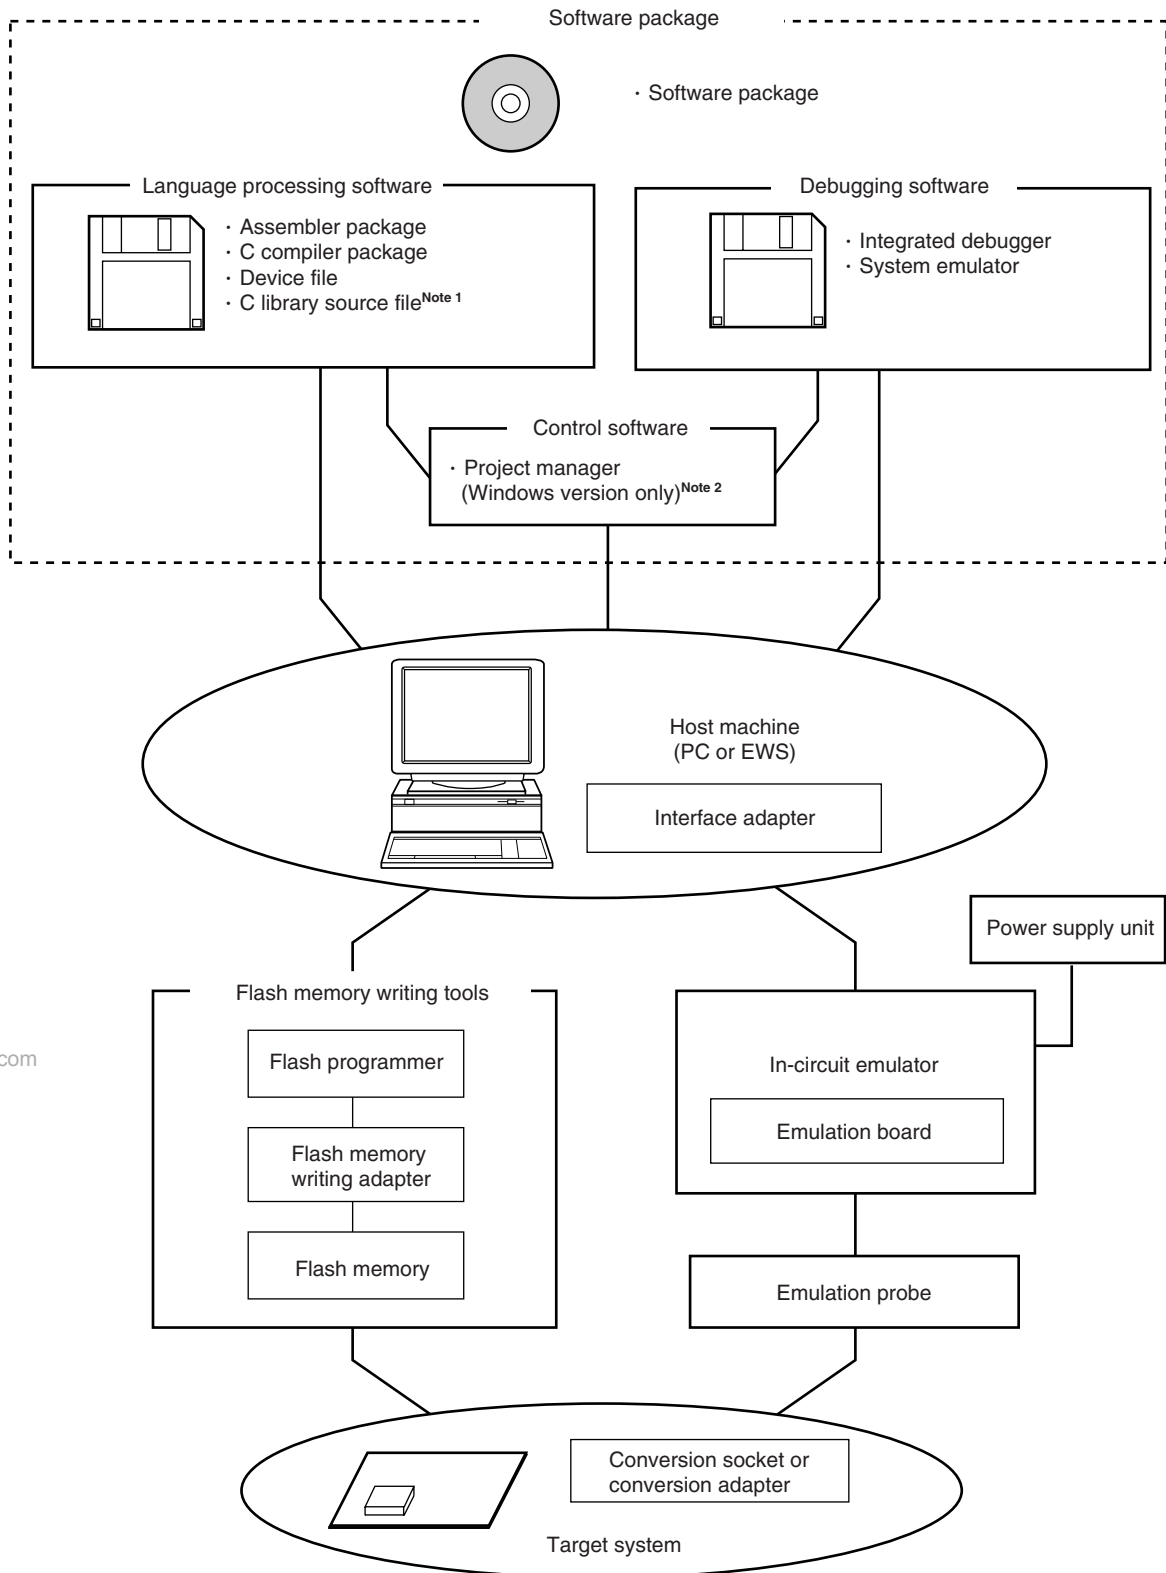 Software package
· Software package
Language processing software
· Assembler package
· C compiler package
· Device file
· C library source fileNote 1
Debugging software
· Integrated debugger
· System emulator
Control software
· Project manager
(Windows version only)Note 2
Host machine
(PC or EWS)
Interface adapter
Power supply unit
Flash memory writing tools
Flash programmer
Flash memory
writing adapter
Flash memory
com
In-circuit emulator
Emulation board
Emulation probe
Conversion socket or
conversion adapter
Target system